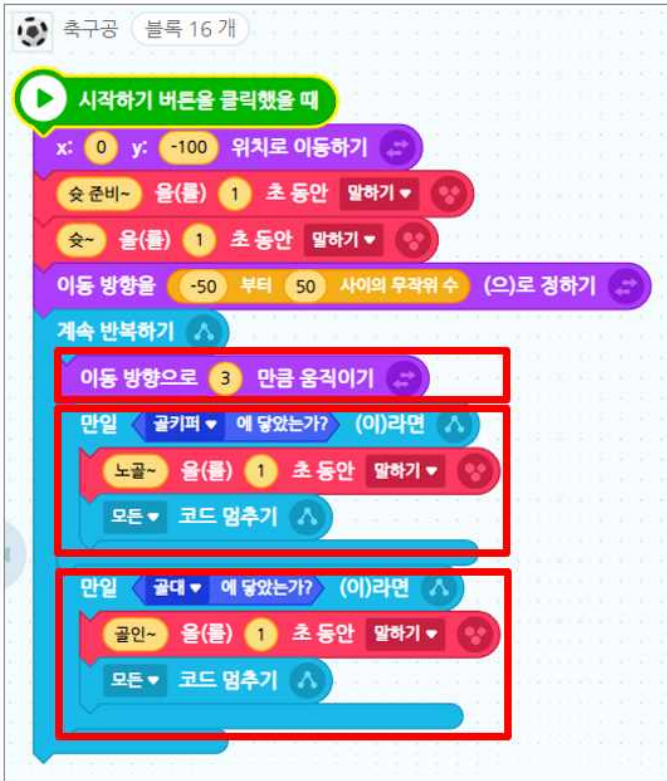 축구공 블록 16 개
시작하기 버튼을 클릭했을 때
x: 0 y: -100 위치로 이동하기
슛 준비~ 을(를) 1 초 동안 말하기
슛~ 을(를) 1 초 동안 말하기
이동 방향을 -50 부터 50 사이의 무작위 수 (으)로 정하기
계속 반복하기
이동 방향으로 3 만큼 움직이기
만일 골키퍼 에 닿았는가? (이)라면
노골~ 을(를) 1 초 동안 말하기
모든 코드 멈추기
만일 골대 에 닿았는가? (이)라면
골인~ 을(를) 1 초 동안 말하기
모든 코드 멈추기